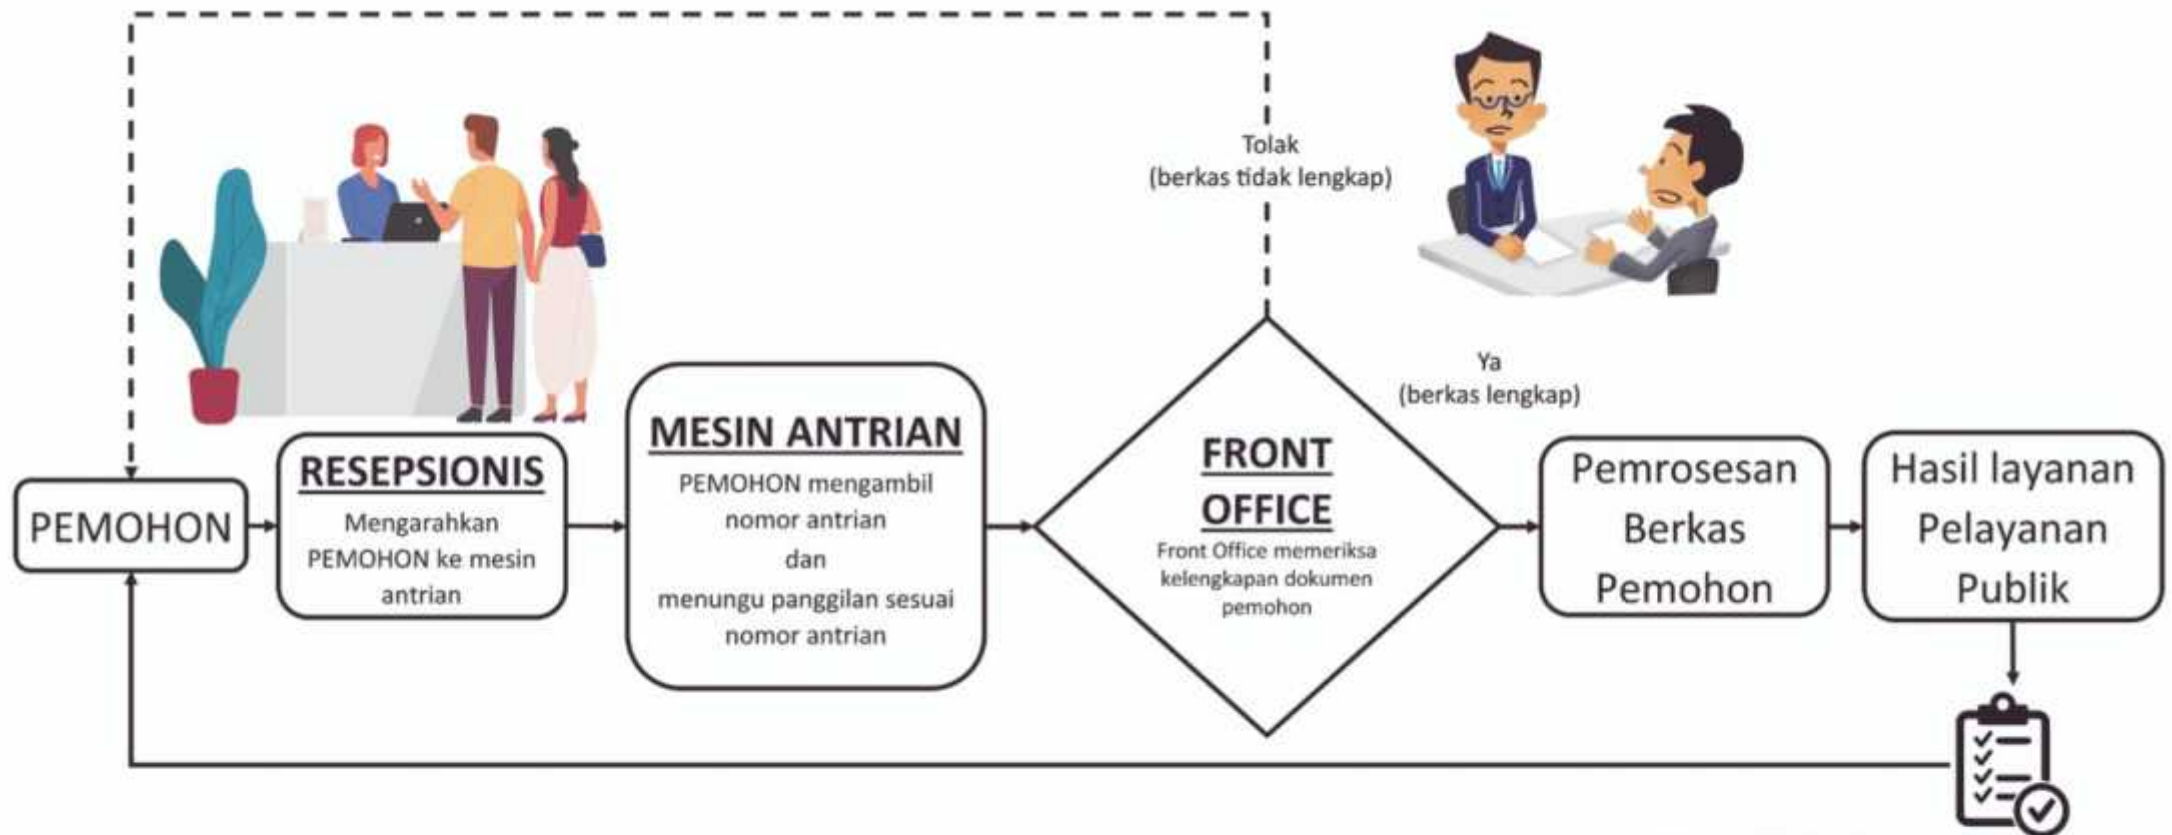 Tolak
(berkas tidak lengkap)
Ya
(berkas lengkap)
PEMOHON
RESEPSIONIS
Mengarahkan
PEMOHON ke mesin
antrian
MESIN ANTRIAN
PEMOHON mengambil
nomor antrian
dan
menungu panggilan sesuai
nomor antrian
FRONT
OFFICE
Front Office memeriksa
kelengkapan dokumen
pemohon
Pemrosesan
Berkas
Pemohon
Hasil layanan
Pelayanan
Publik